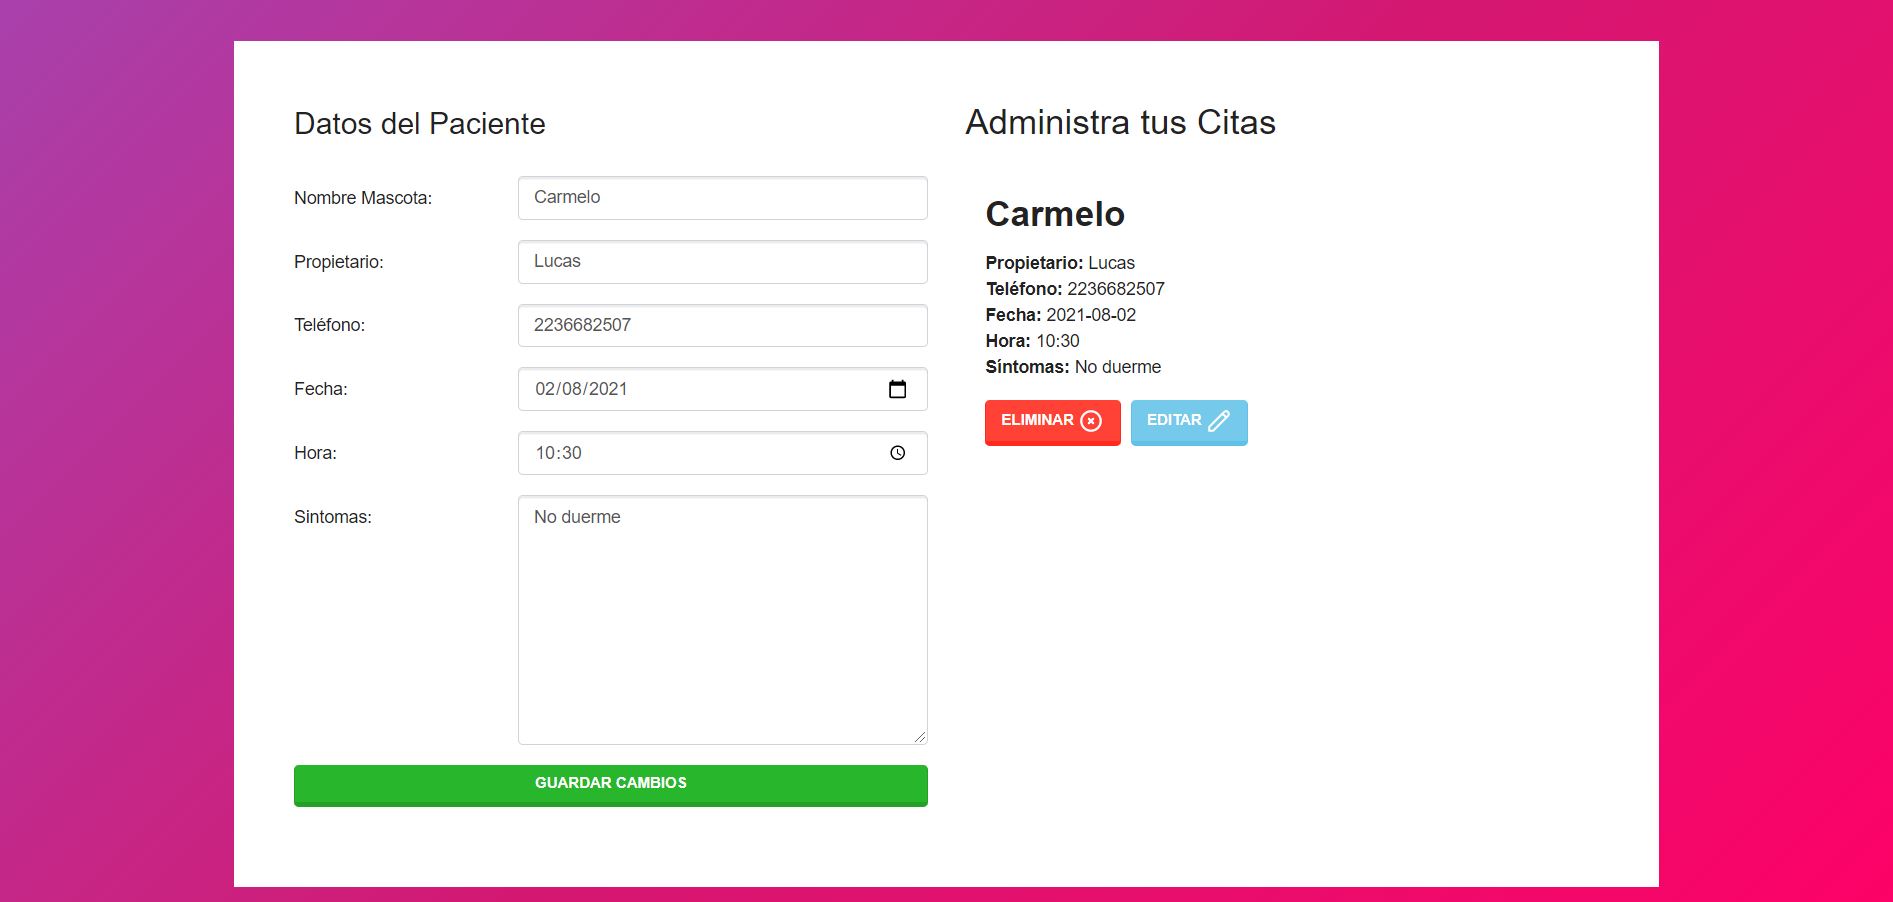 Datos del Paciente
Nombre Mascota:
Carmelo
Propietario:
Lucas
Teléfono:
2236682507
Fecha:
02/08/2021
Hora:
10:30
Sintomas:
No duerme
GUARDAR CAMBIOS
Administra tus Citas
Carmelo
Propietario: Lucas
Teléfono: 2236682507
Fecha: 2021-08-02
Hora: 10:30
Síntomas: No duerme
ELIMINAR
EDITAR